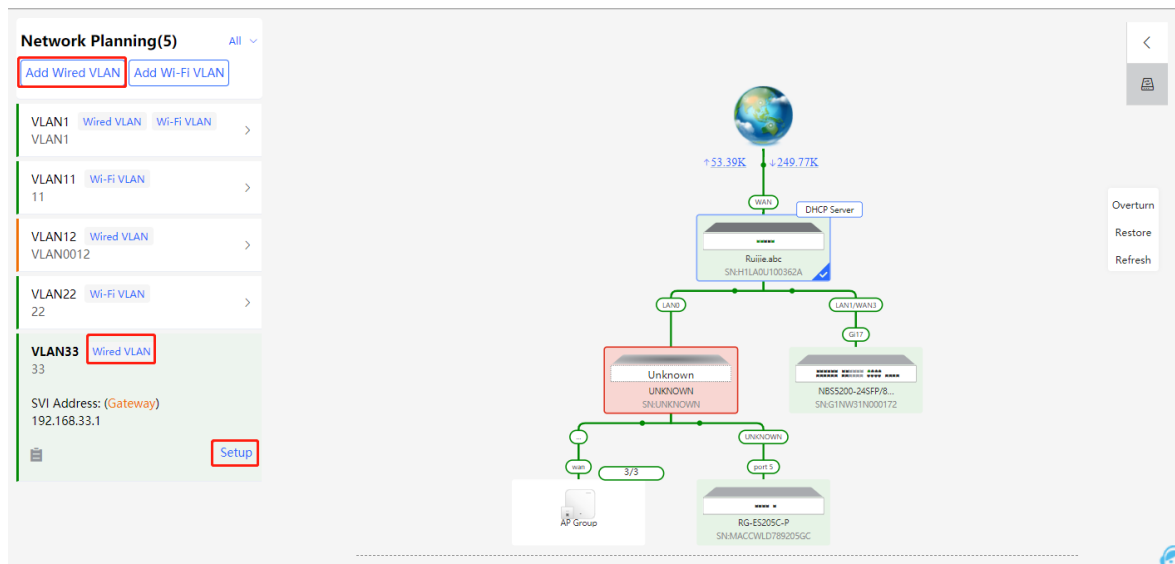 Network Planning(5) All
Add Wired VLAN Add Wi-Fi VLAN
VLAN1 Wired VLAN Wi-Fi VLAN
VLAN1
VLAN11 Wi-Fi VLAN
11
VLAN12 Wired VLAN
VLAN0012
VLAN22 Wi-Fi VLAN
22
VLAN33 Wired VLAN
33
SVI Address: (Gateway)
192.168.33.1
Setup
↑53.39K ↓249.77K
WAN
DHCP Server
Ruijie.abc
SN:H1LA0U100362A
LAN0 LAN1/WAN3
Gi17
Unknown
UNKNOWN
SN:UNKNOWN
NBS5200-24SFP/8...
SN:G1NW31N000172
... UNKNOWN
wan 3/3 port 5
AP Group
RG-ES205C-P
SN:MACCWLD789205GC
Overturn
Restore
Refresh